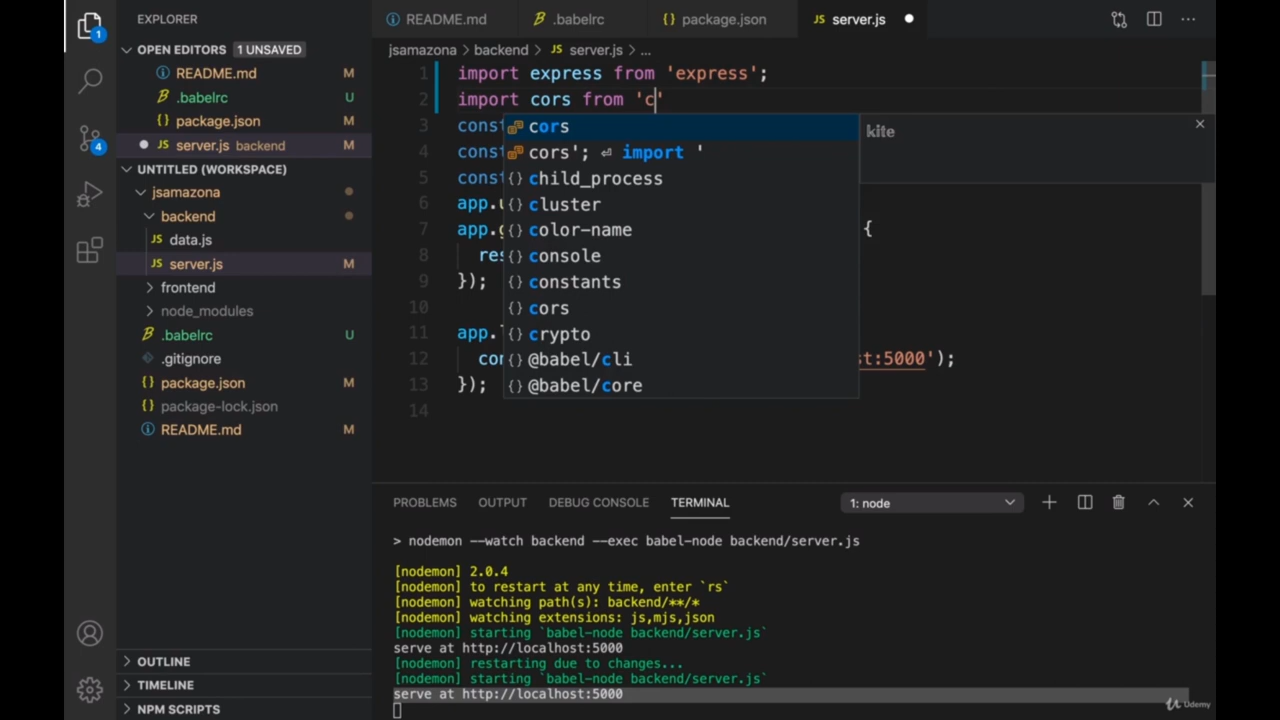 EXPLORER
OPEN EDITORS 1 UNSAVED
README.md M
.babelrc U
package.json M
server.js backend M
UNTITLED (WORKSPACE)
jsamazona
backend
data.js
server.js M
frontend
node_modules
.babelrc U
.gitignore
package.json M
package-lock.json
README.md M
OUTLINE
TIMELINE
NPM SCRIPTS
1
4
README.md .babelrc package.json server.js
jsamazona > backend > JS server.js > ...
1 import express from 'express';
2 import cors from 'c'
3 const
4 const
5 const
6 app.u
7 app.g {
8 res
9 });
10
11 app.l
12 con st:5000');
13 });
14
cors
cors'; ⏎ import '
child_process
cluster
color-name
console
constants
cors
crypto
@babel/cli
@babel/core
kite
PROBLEMS OUTPUT DEBUG CONSOLE TERMINAL 1: node
> nodemon --watch backend --exec babel-node backend/server.js
[nodemon] 2.0.4
[nodemon] to restart at any time, enter `rs`
[nodemon] watching path(s): backend/**/*
[nodemon] watching extensions: js,mjs,json
[nodemon] starting `babel-node backend/server.js`
serve at http://localhost:5000
[nodemon] restarting due to changes...
[nodemon] starting `babel-node backend/server.js`
serve at http://localhost:5000
Udemy